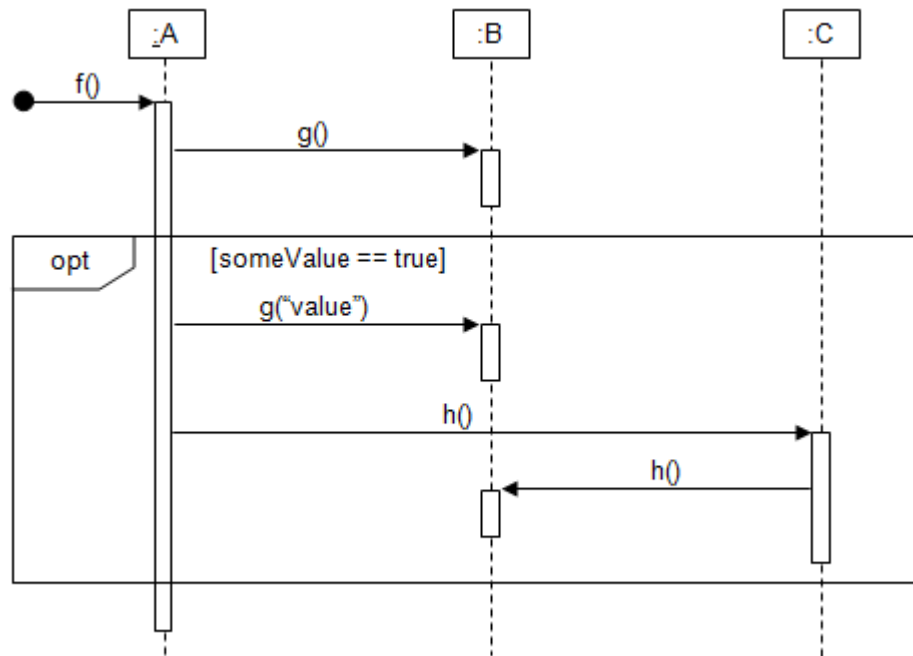 :A
:B
:C
f()
g()
opt
[someValue == true]
g(“value”)
h()
h()